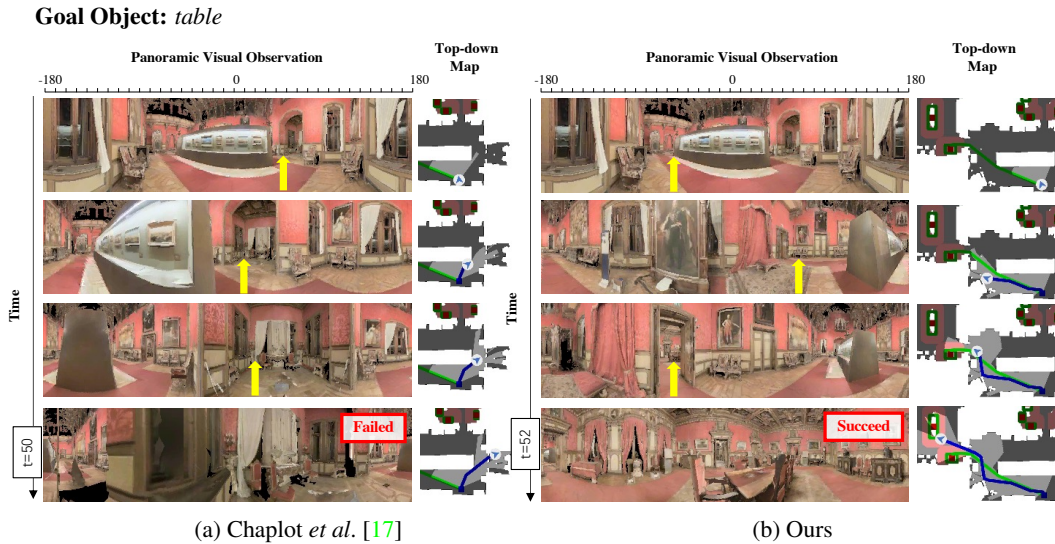 Goal Object: table
Panoramic Visual Observation
Top-down
Map
-180 0 180
Time
t=50
Failed
(a) Chaplot et al. [17]
Panoramic Visual Observation
Top-down
Map
-180 0 180
Time
t=52
Succeed
(b) Ours